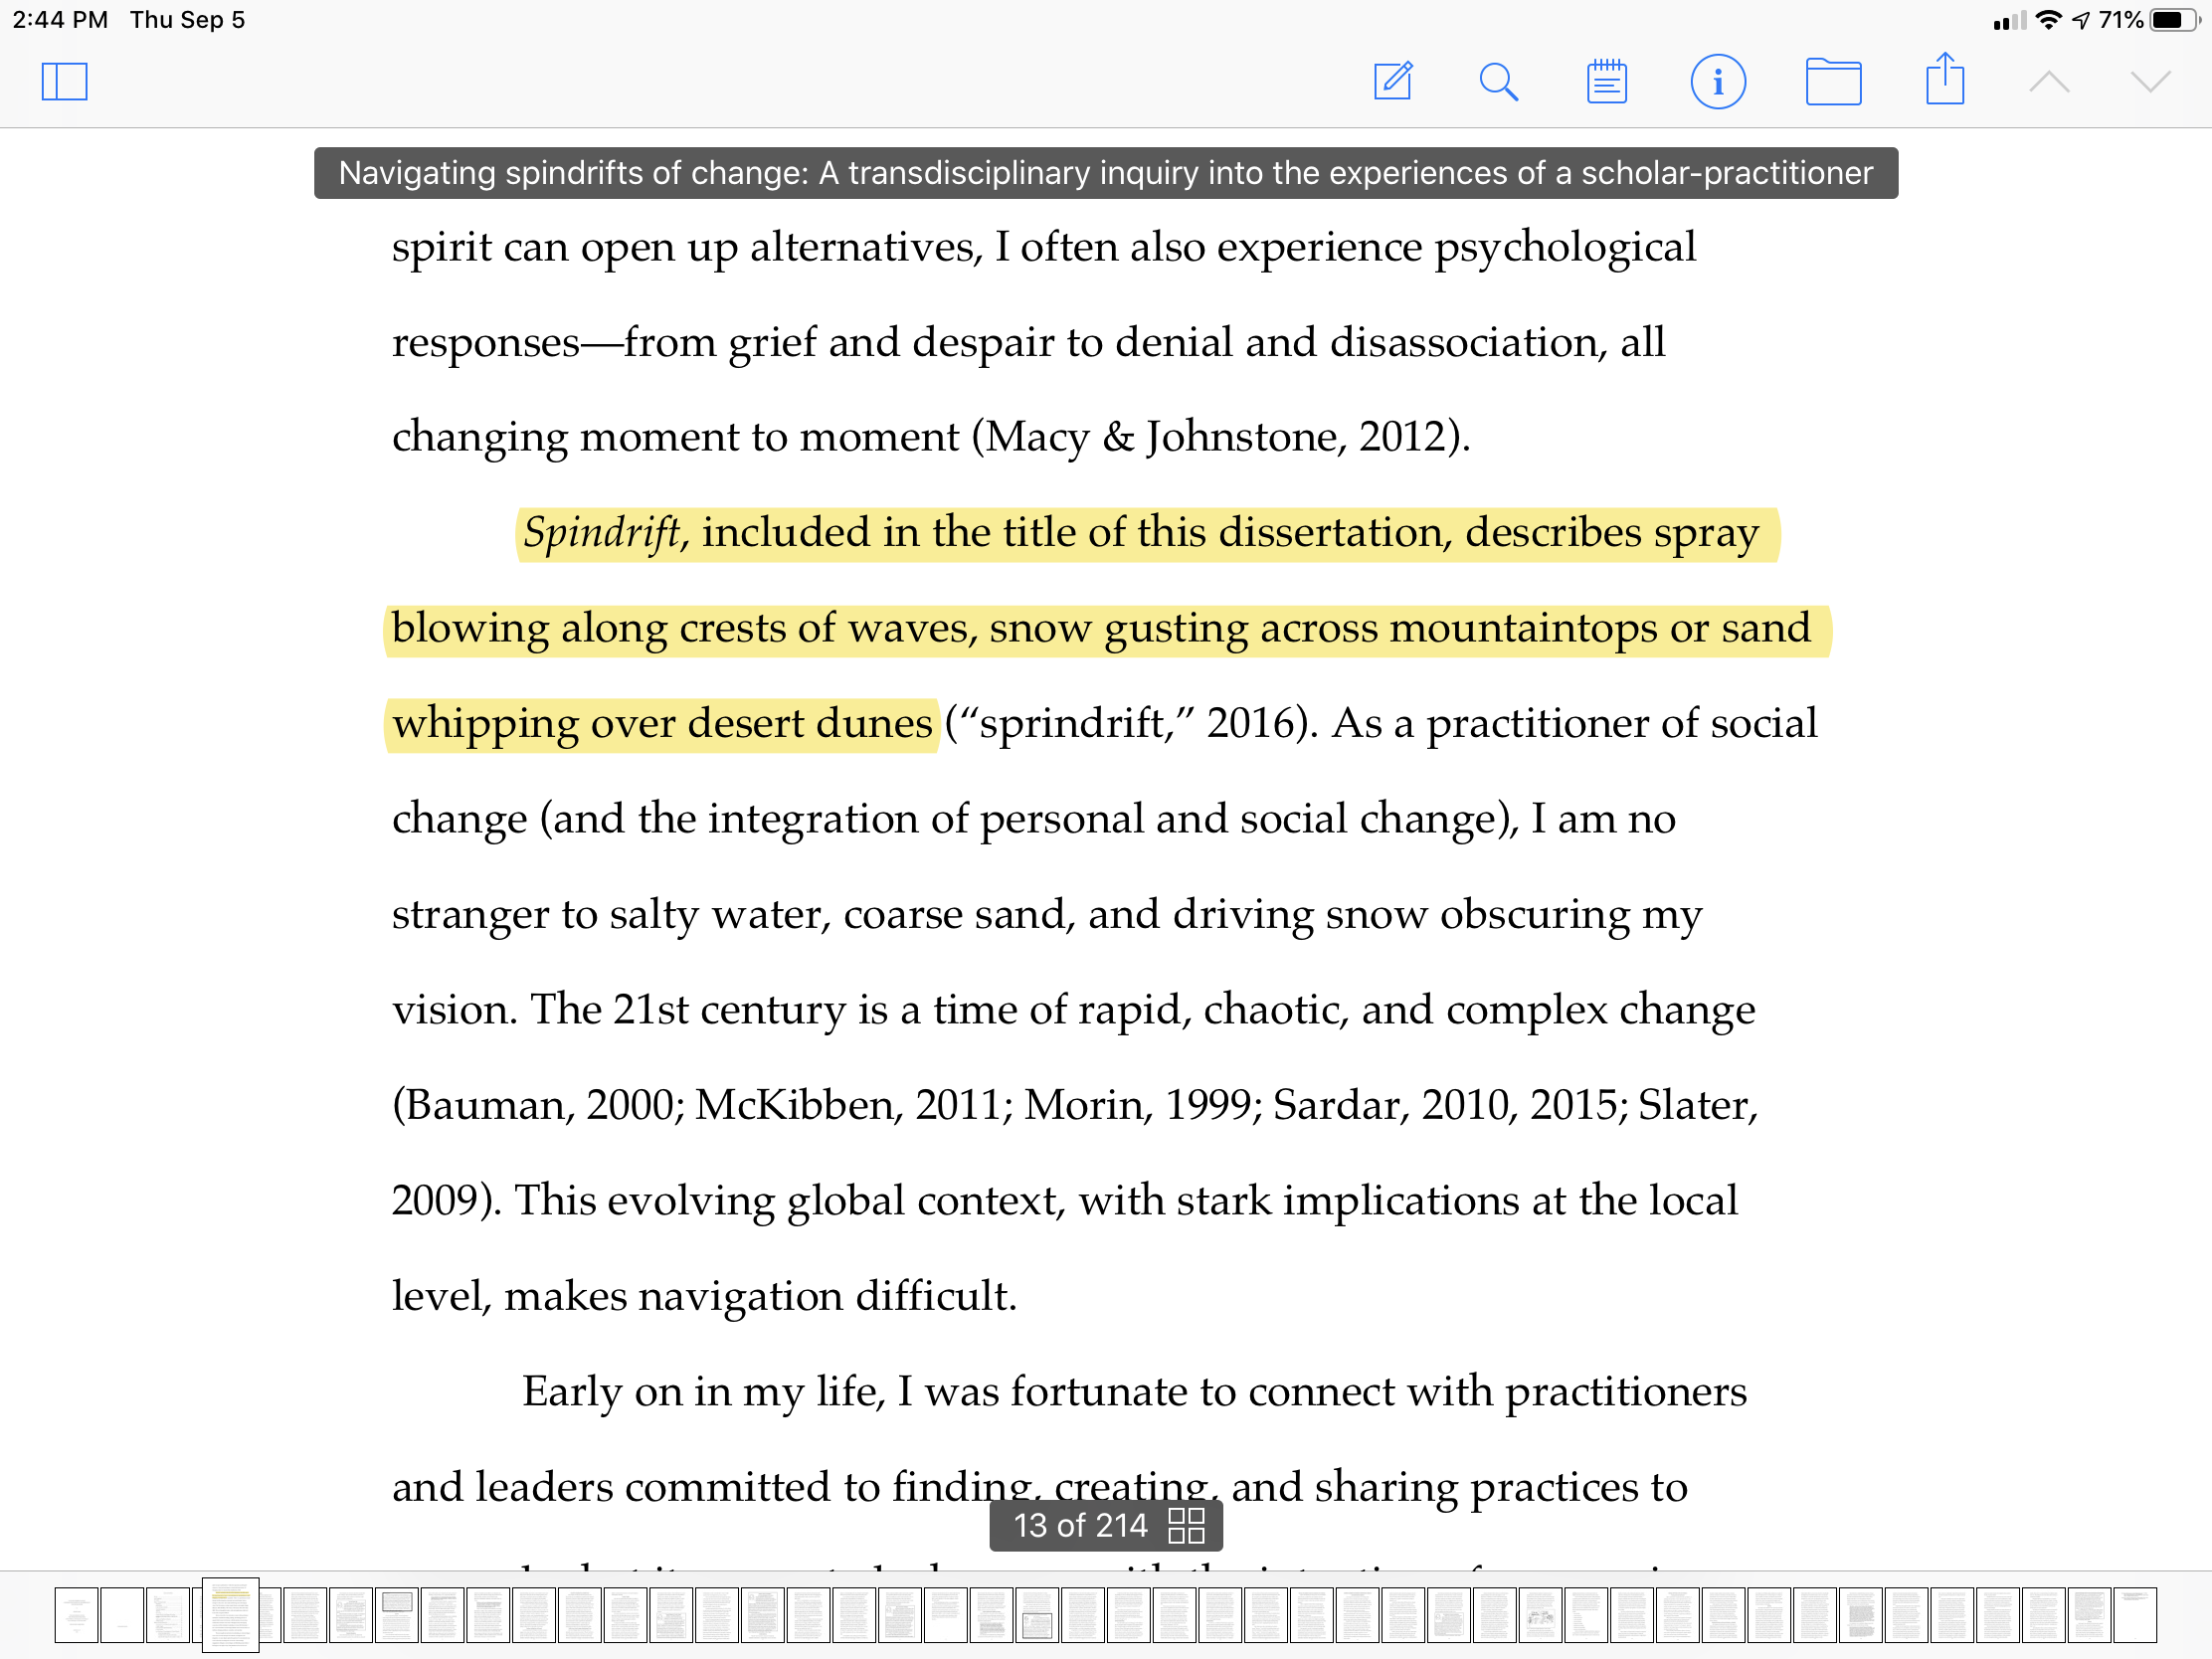 2:44 PM Thu Sep 5
71%
Navigating spindrifts of change: A transdisciplinary inquiry into the experiences of a scholar-practitioner
spirit can open up alternatives, I often also experience psychological
responses—from grief and despair to denial and disassociation, all
changing moment to moment (Macy & Johnstone, 2012).
Spindrift, included in the title of this dissertation, describes spray
blowing along crests of waves, snow gusting across mountaintops or sand
whipping over desert dunes (“sprindrift,” 2016). As a practitioner of social
change (and the integration of personal and social change), I am no
stranger to salty water, coarse sand, and driving snow obscuring my
vision. The 21st century is a time of rapid, chaotic, and complex change
(Bauman, 2000; McKibben, 2011; Morin, 1999; Sardar, 2010, 2015; Slater,
2009). This evolving global context, with stark implications at the local
level, makes navigation difficult.
Early on in my life, I was fortunate to connect with practitioners
and leaders committed to finding, creating, and sharing practices to
13 of 214